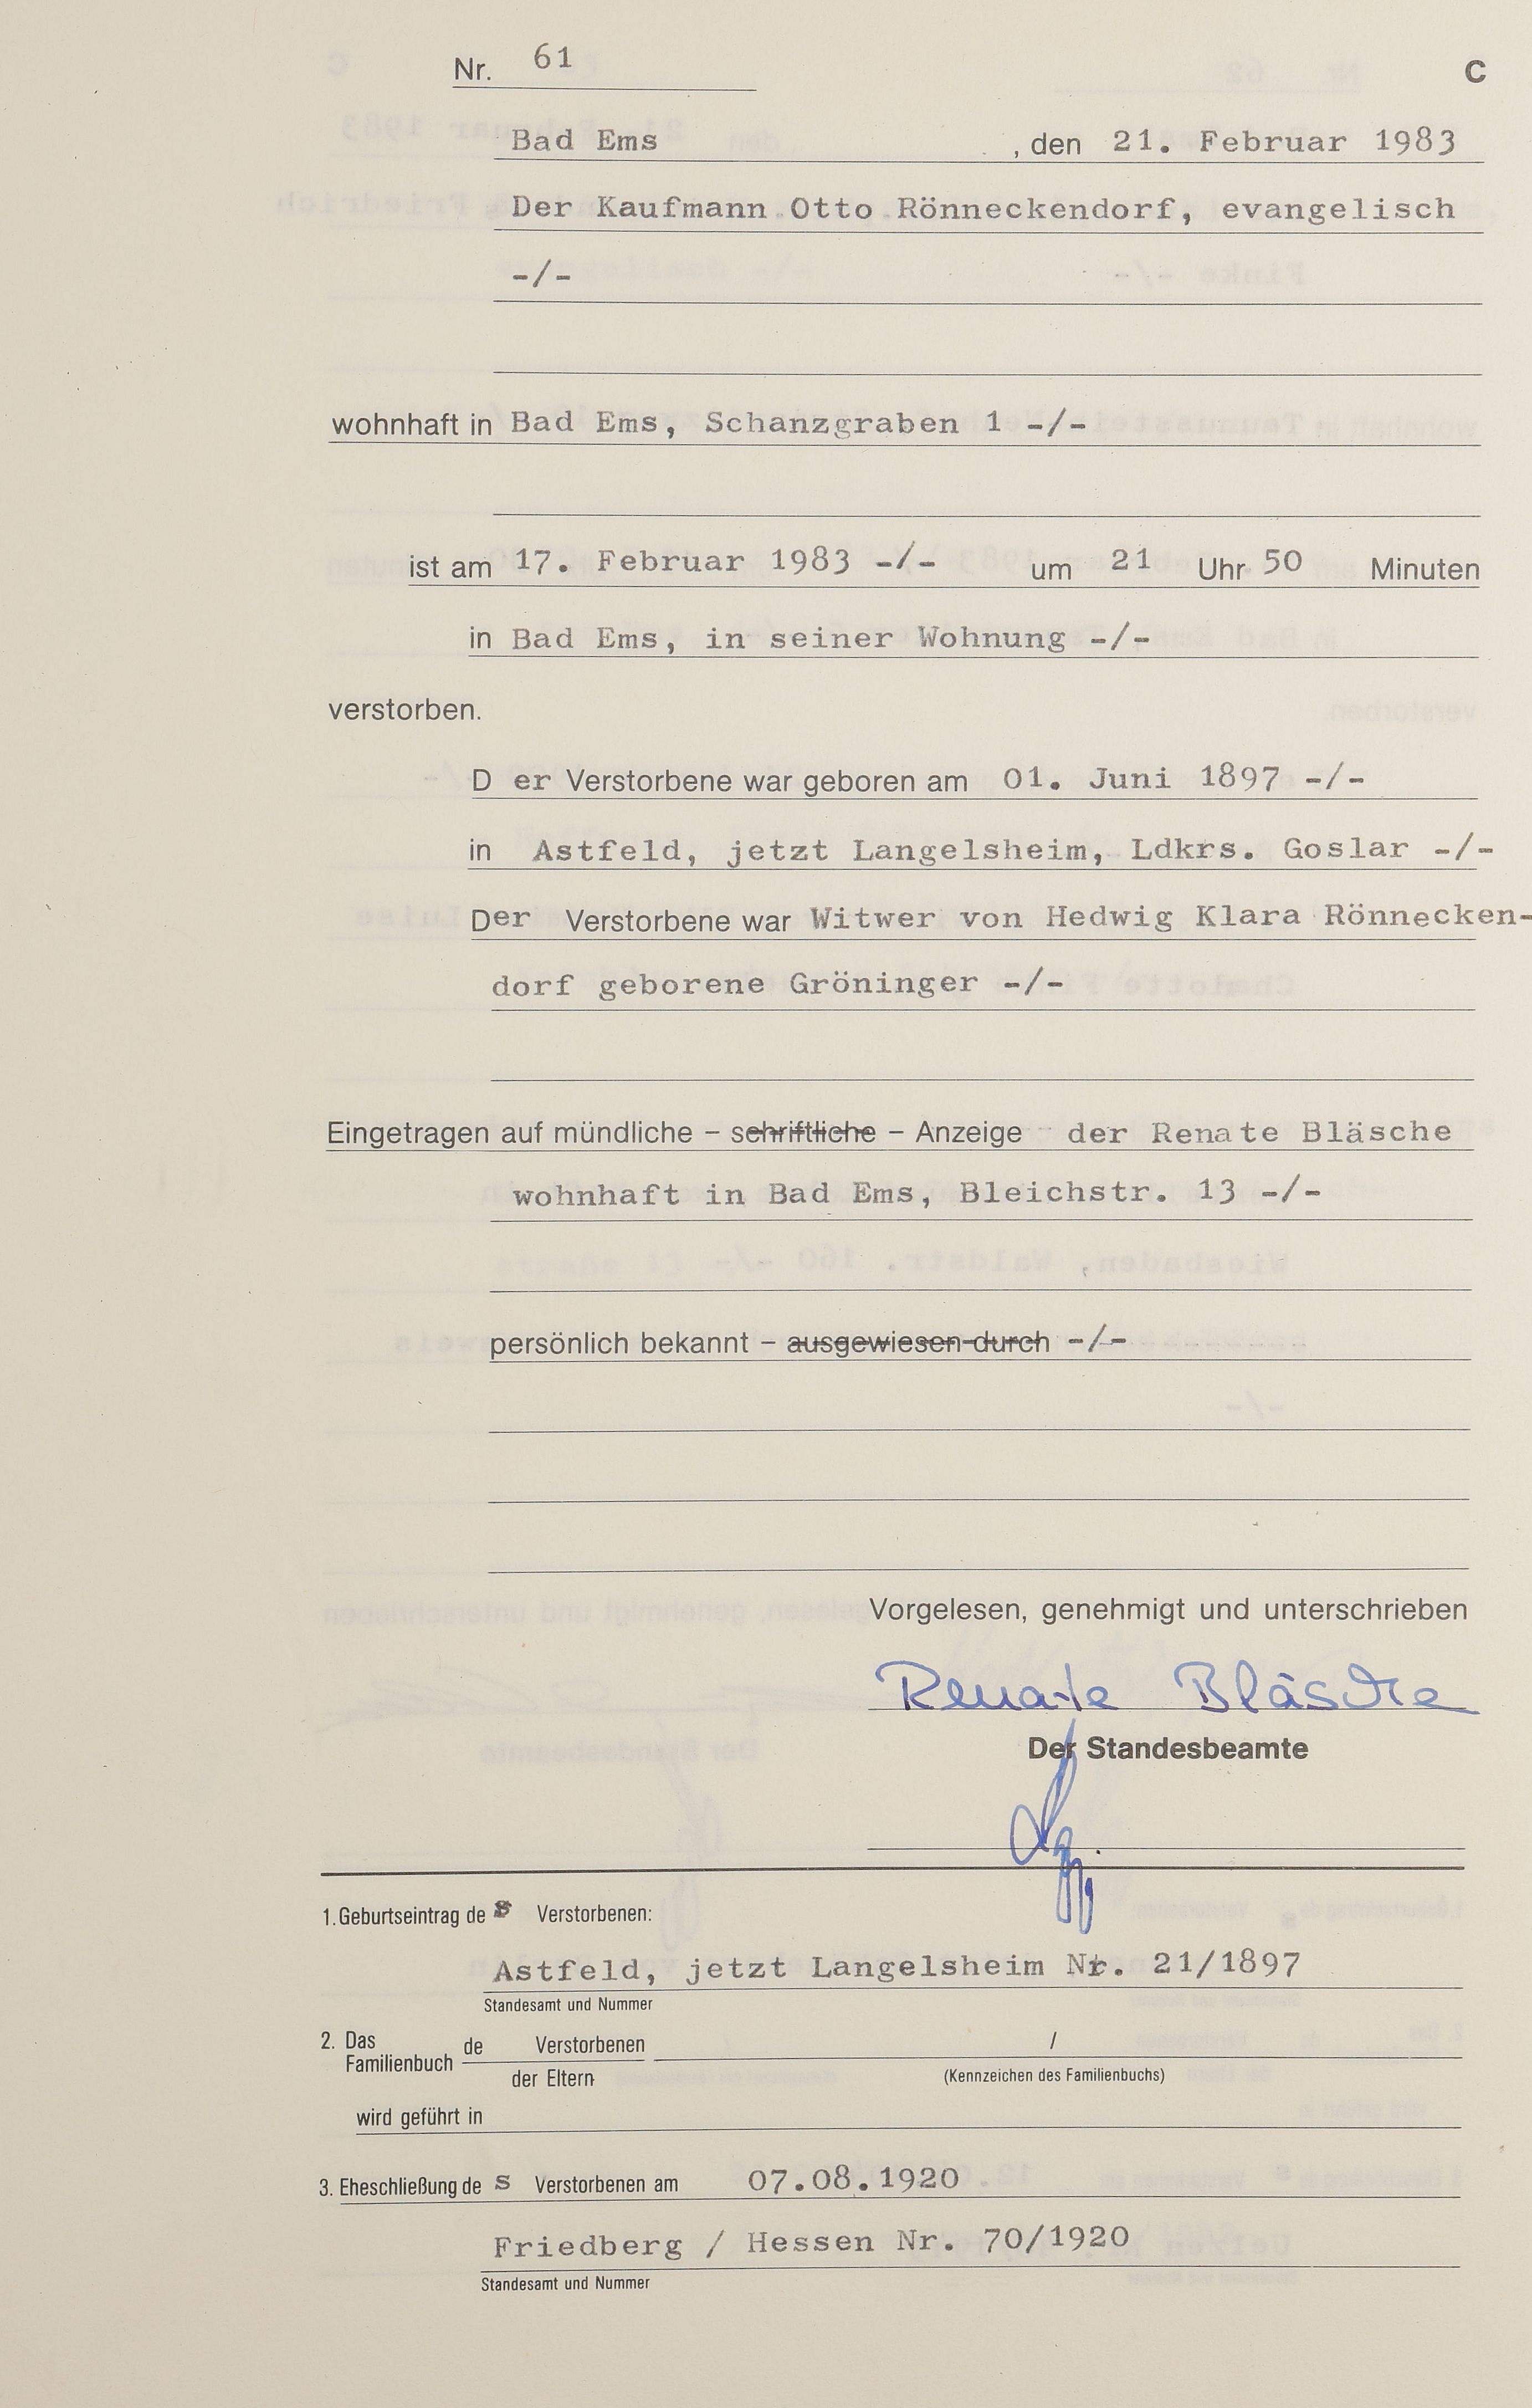 Nr. 61
C
Bad Ems , den 21. Februar 1983
Der Kaufmann Otto Rönneckendorf, evangelisch
-/-
wohnhaft in Bad Ems, Schanzgraben 1 -/-
ist am 17. Februar 1983 -/- um 21 Uhr 50 Minuten
in Bad Ems, in seiner Wohnung -/-
verstorben.
D er Verstorbene war geboren am 01. Juni 1897 -/-
in Astfeld, jetzt Langelsheim, Ldkrs. Goslar -/-
Der Verstorbene war Witwer von Hedwig Klara Rönnecken-
dorf geborene Gröninger -/-
Eingetragen auf mündliche – schriftliche – Anzeige der Renate Bläsche
wohnhaft in Bad Ems, Bleichstr. 13 -/-
persönlich bekannt – ausgewiesen durch -/-
Vorgelesen, genehmigt und unterschrieben
Renate Bläsche
Der Standesbeamte
1. Geburtseintrag de s Verstorbenen:
Astfeld, jetzt Langelsheim Nr. 21/1897
Standesamt und Nummer
2. Das Familienbuch de Verstorbenen /
der Eltern (Kennzeichen des Familienbuchs)
wird geführt in
3. Eheschließung de s Verstorbenen am 07.08.1920
Friedberg / Hessen Nr. 70/1920
Standesamt und Nummer